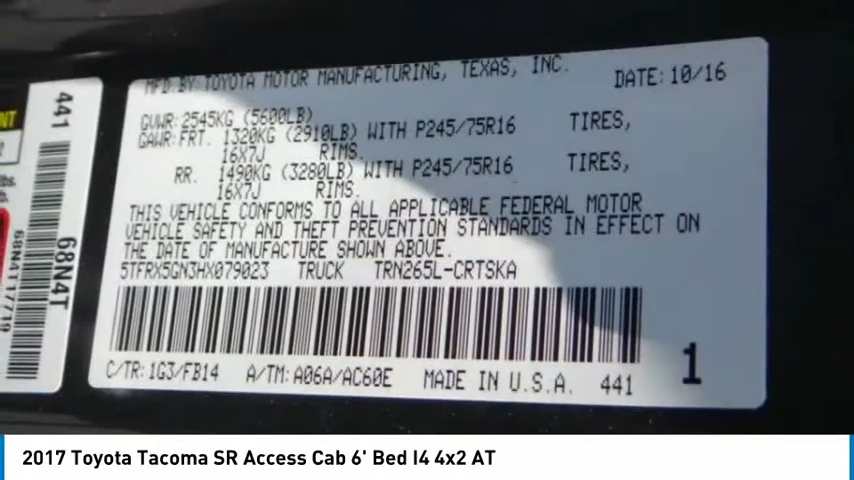 MFD.BY:TOYOTA MOTOR MANUFACTURING, TEXAS, INC. DATE: 10/16
GVWR: 2545KG (5600LB)
GAWR: FRT. 1320KG (2910LB) WITH P245/75R16 TIRES,
16X7J RIMS.
RR. 1490KG (3280LB) WITH P245/75R16 TIRES,
16X7J RIMS.
THIS VEHICLE CONFORMS TO ALL APPLICABLE FEDERAL MOTOR
VEHICLE SAFETY AND THEFT PREVENTION STANDARDS IN EFFECT ON
THE DATE OF MANUFACTURE SHOWN ABOVE.
5TFRX5GN3HX079023 TRUCK TRN265L-CRTSKA
C/TR: 1G3/FB14 A/TM: A06A/AC60E MADE IN U.S.A. 441
1
441
68N4T
68N4T17719
2017 Toyota Tacoma SR Access Cab 6' Bed I4 4x2 AT